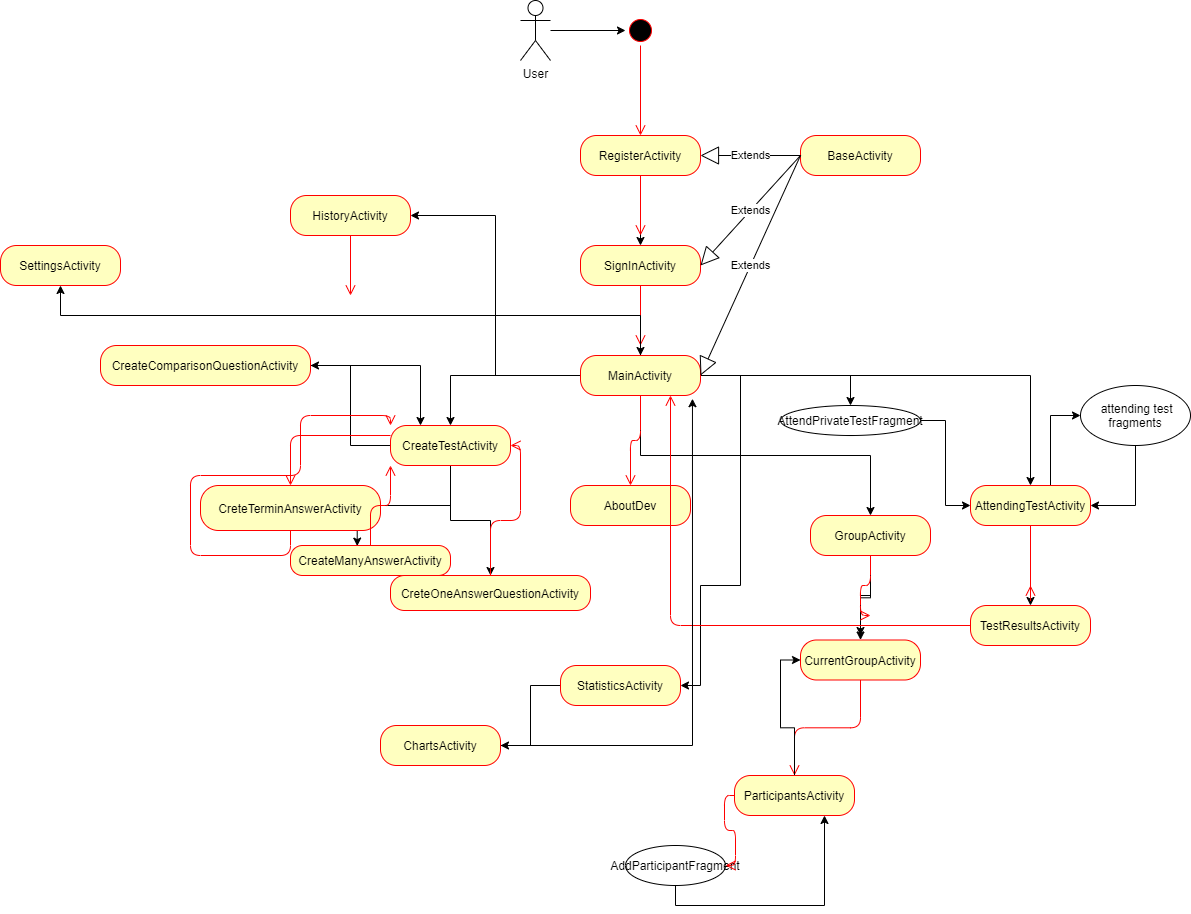 User
RegisterActivity
Extends
BaseActivity
HistoryActivity
Extends
SettingsActivity
SignInActivity
Extends
CreateComparisonQuestionActivity
MainActivity
AttendPrivateTestFragment
attending test
fragments
CreateTestActivity
CreteTerminAnswerActivity
AboutDev
AttendingTestActivity
GroupActivity
CreateManyAnswerActivity
CreteOneAnswerQuestionActivity
TestResultsActivity
CurrentGroupActivity
StatisticsActivity
ChartsActivity
ParticipantsActivity
AddParticipantFragment